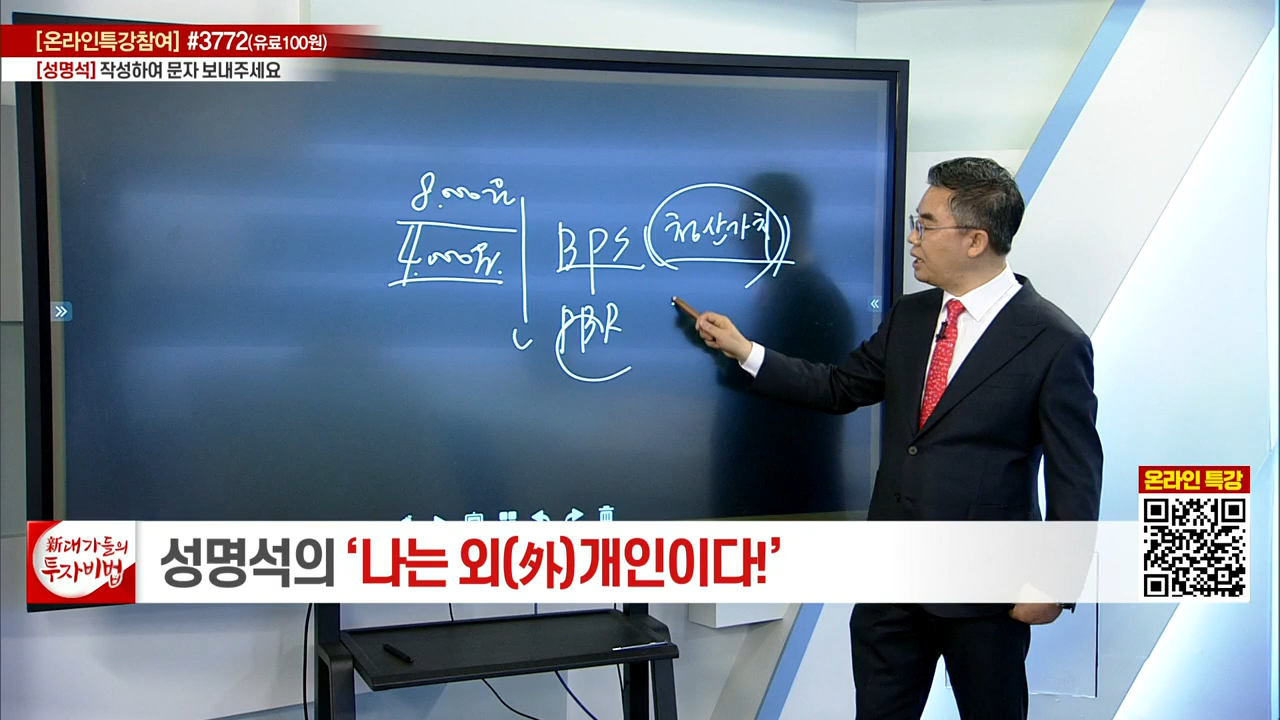 [온라인특강참여] #3772(유료100원)
[성명석] 작성하여 문자 보내주세요
8.000원
4.000원.
BPS (청산가치)
PBR
온라인 특강
新대가들의
투자비법
성명석의 ‘나는 외(外)개인이다!’